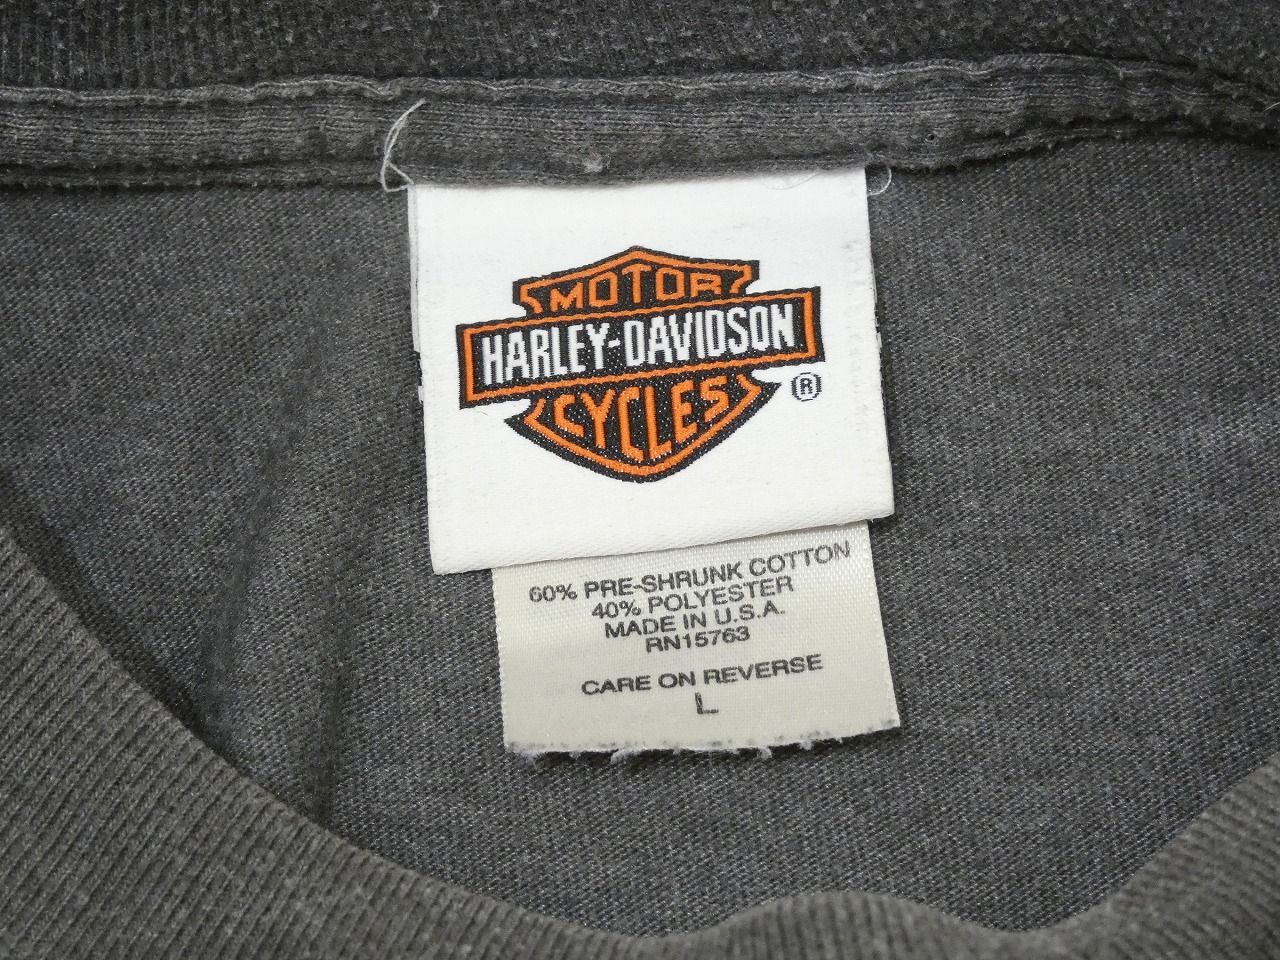 MOTOR
HARLEY-DAVIDSON
CYCLES
®
60% PRE-SHRUNK COTTON
40% POLYESTER
MADE IN U.S.A.
RN15763
CARE ON REVERSE
L